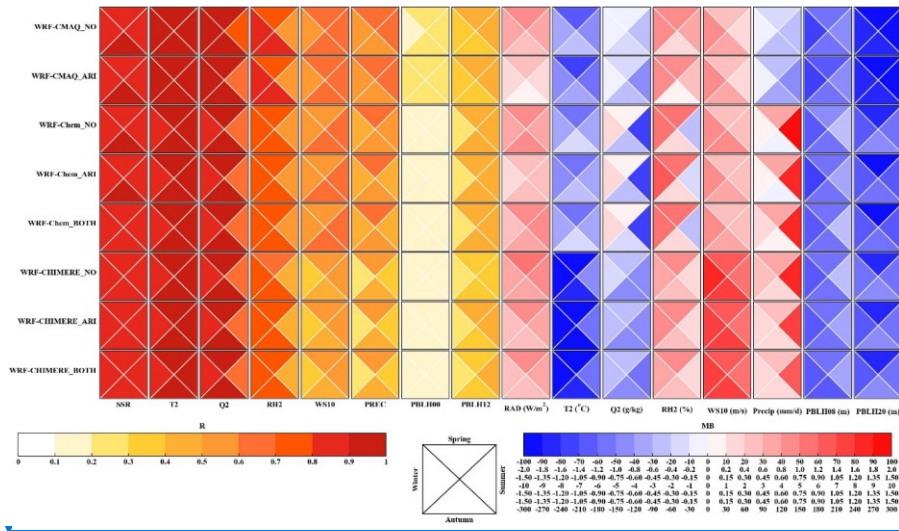 WRF-CMAQ_NO
WRF-CMAQ_ARI
WRF-Chem_NO
WRF-Chem_ARI
WRF-Chem_BOTH
WRF-CHIMERE_NO
WRF-CHIMERE_ARI
WRF-CHIMERE_BOTH
SSR T2 Q2 RH2 WS10 PREC PBLH08 PBLH12 RAD (W/m²) T2 (°C) Q2 (g/kg) RH2 (%) WS10 (m/s) Precip (mm/d) PBLH08 (m) PBLH20 (m)
R
0 0.1 0.2 0.3 0.4 0.5 0.6 0.7 0.8 0.9 1
Spring
Winter
Summer
Autumn
MB
-100 -90 -80 -70 -60 -50 -40 -30 -20 -10 0 10 20 30 40 50 60 70 80 90 100
-2.0 -1.8 -1.6 -1.4 -1.2 -1.0 -0.8 -0.6 -0.4 -0.2 0 0.2 0.4 0.6 0.8 1.0 1.2 1.4 1.6 1.8 2.0
-1.50 -1.35 -1.20 -1.05 -0.90 -0.75 -0.60 -0.45 -0.30 -0.15 0 0.15 0.30 0.45 0.60 0.75 0.90 1.05 1.20 1.35 1.50
-10 -9 -8 -7 -6 -5 -4 -3 -2 -1 0 1 2 3 4 5 6 7 8 9 10
-1.50 -1.35 -1.20 -1.05 -0.90 -0.75 -0.60 -0.45 -0.30 -0.15 0 0.15 0.30 0.45 0.60 0.75 0.90 1.05 1.20 1.35 1.50
-1.50 -1.35 -1.20 -1.05 -0.90 -0.75 -0.60 -0.45 -0.30 -0.15 0 0.15 0.30 0.45 0.60 0.75 0.90 1.05 1.20 1.35 1.50
-300 -270 -240 -210 -180 -150 -120 -90 -60 -30 0 30 60 90 120 150 180 210 240 270 300